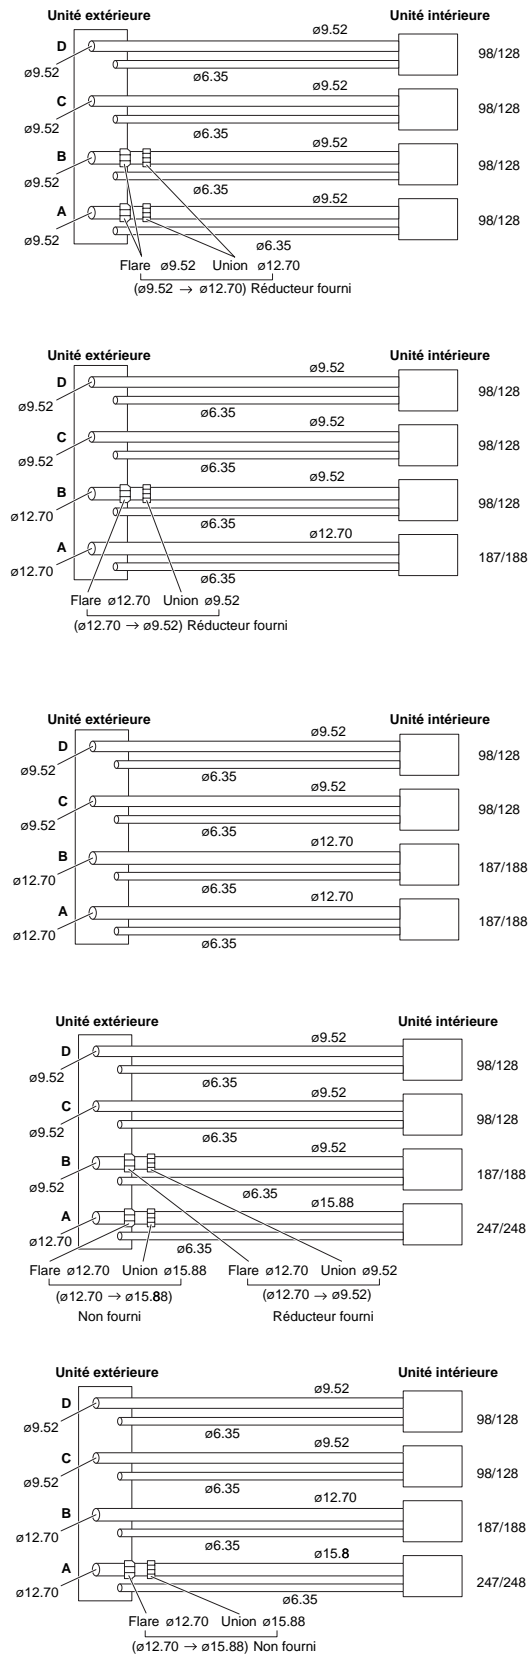 Unité extérieure Unité intérieure
ø9.52
D
98/128
ø9.52
ø6.35
ø9.52
C
98/128
ø9.52
ø6.35
ø9.52
B
98/128
ø9.52
ø6.35
ø9.52
A
98/128
ø9.52
ø6.35
Flare ø9.52 Union ø12.70
(ø9.52 → ø12.70) Réducteur fourni
Unité extérieure Unité intérieure
ø9.52
D
98/128
ø9.52
ø6.35
ø9.52
C
98/128
ø9.52
ø6.35
ø9.52
B
98/128
ø12.70
ø6.35
ø12.70
A
187/188
ø12.70
ø6.35
Flare ø12.70 Union ø9.52
(ø12.70 → ø9.52) Réducteur fourni
Unité extérieure Unité intérieure
ø9.52
D
98/128
ø9.52
ø6.35
ø9.52
C
98/128
ø9.52
ø6.35
ø12.70
B
187/188
ø12.70
ø6.35
ø12.70
A
187/188
ø12.70
ø6.35
Unité extérieure Unité intérieure
ø9.52
D
98/128
ø9.52
ø6.35
ø9.52
C
98/128
ø9.52
ø6.35
ø9.52
B
187/188
ø9.52
ø6.35
ø15.88
A
247/248
ø12.70
ø6.35
Flare ø12.70 Union ø15.88 Flare ø12.70 Union ø9.52
(ø12.70 → ø15.88) (ø12.70 → ø9.52)
Non fourni Réducteur fourni
Unité extérieure Unité intérieure
ø9.52
D
98/128
ø9.52
ø6.35
ø9.52
C
98/128
ø9.52
ø6.35
ø12.70
B
187/188
ø12.70
ø6.35
ø15.8
A
247/248
ø12.70
ø6.35
Flare ø12.70 Union ø15.88
(ø12.70 → ø15.88) Non fourni